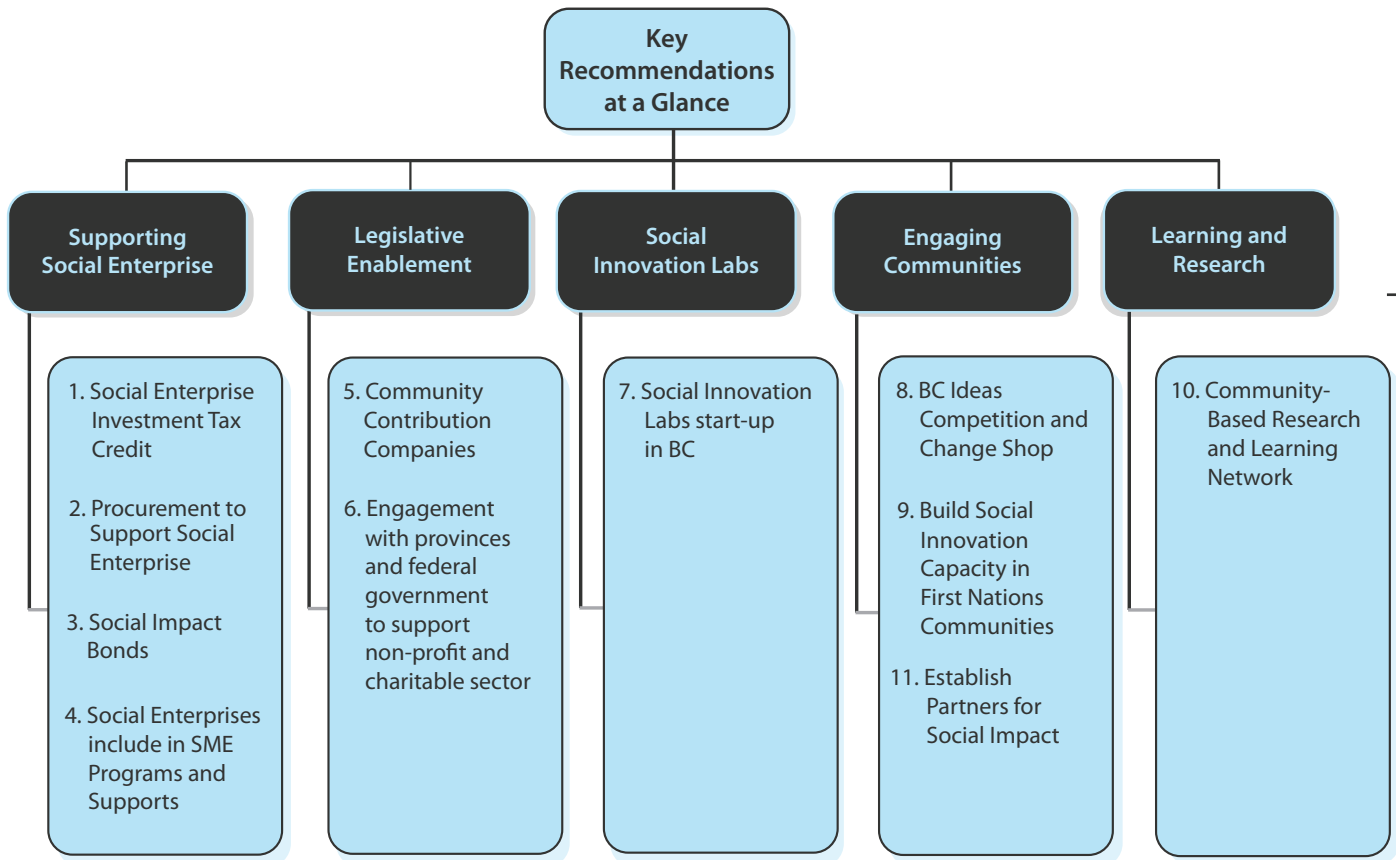 Key
Recommendations
at a Glance
Supporting
Social Enterprise
1. Social Enterprise
Investment Tax
Credit
2. Procurement to
Support Social
Enterprise
3. Social Impact
Bonds
4. Social Enterprises
include in SME
Programs and
Supports
Legislative
Enablement
5. Community
Contribution
Companies
6. Engagement
with provinces
and federal
government
to support
non-profit and
charitable sector
Social
Innovation Labs
7. Social Innovation
Labs start-up
in BC
Engaging
Communities
8. BC Ideas
Competition and
Change Shop
9. Build Social
Innovation
Capacity in
First Nations
Communities
11. Establish
Partners for
Social Impact
Learning and
Research
10. Community-
Based Research
and Learning
Network